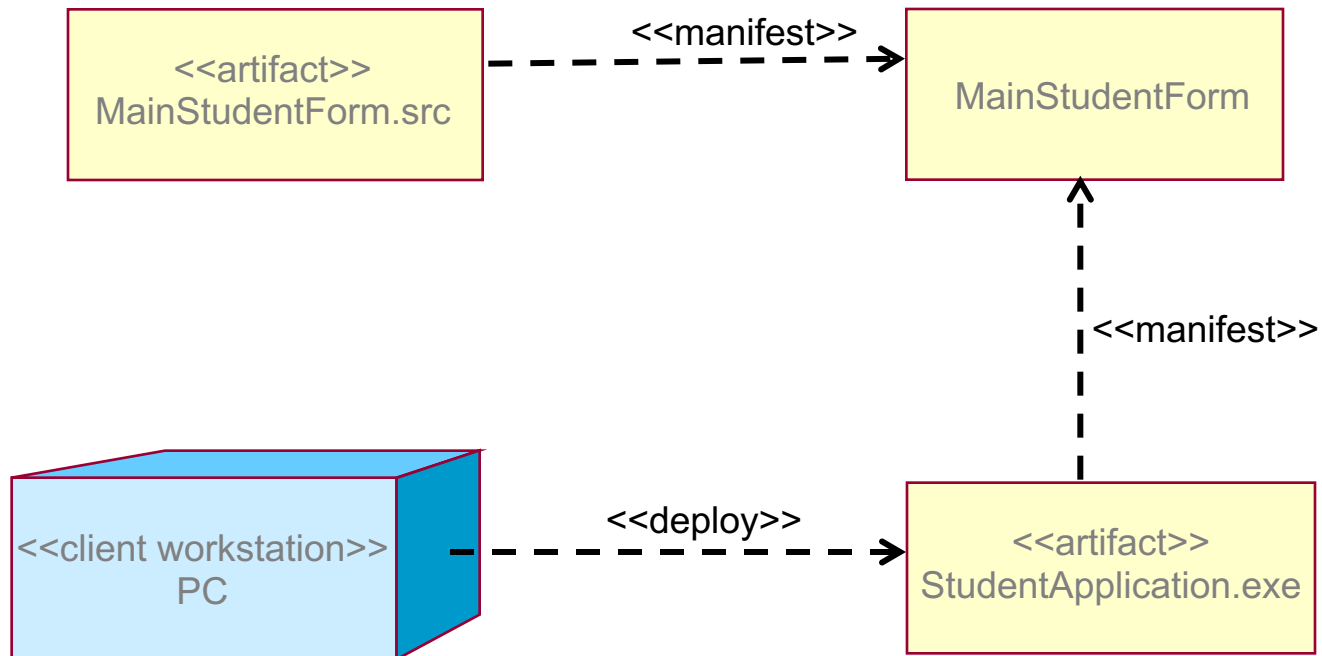 <<manifest>>
<<artifact>>
MainStudentForm.src
MainStudentForm
<<manifest>>
<<deploy>>
<<client workstation>>
PC
<<artifact>>
StudentApplication.exe